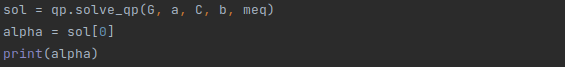 sol = qp.solve_qp(G, a, C, b, meq)
alpha = sol[0]
print(alpha)